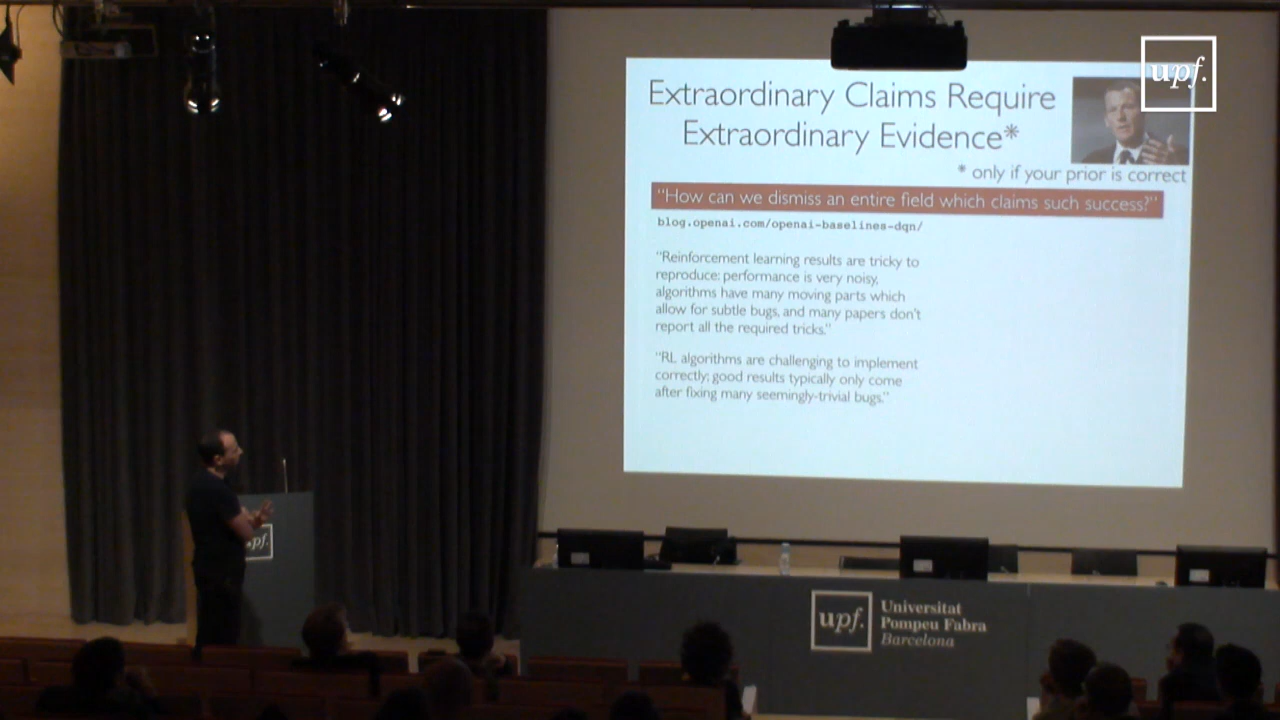 upf.
Extraordinary Claims Require
Extraordinary Evidence*
* only if your prior is correct
"How can we dismiss an entire field which claims such success?"
blog.openai.com/openai-baselines-dqn/
"Reinforcement learning results are tricky to
reproduce: performance is very noisy,
algorithms have many moving parts which
allow for subtle bugs, and many papers don't
report all the required tricks."
"RL algorithms are challenging to implement
correctly; good results typically only come
after fixing many seemingly-trivial bugs."
upf.
upf.
Universitat
Pompeu Fabra
Barcelona